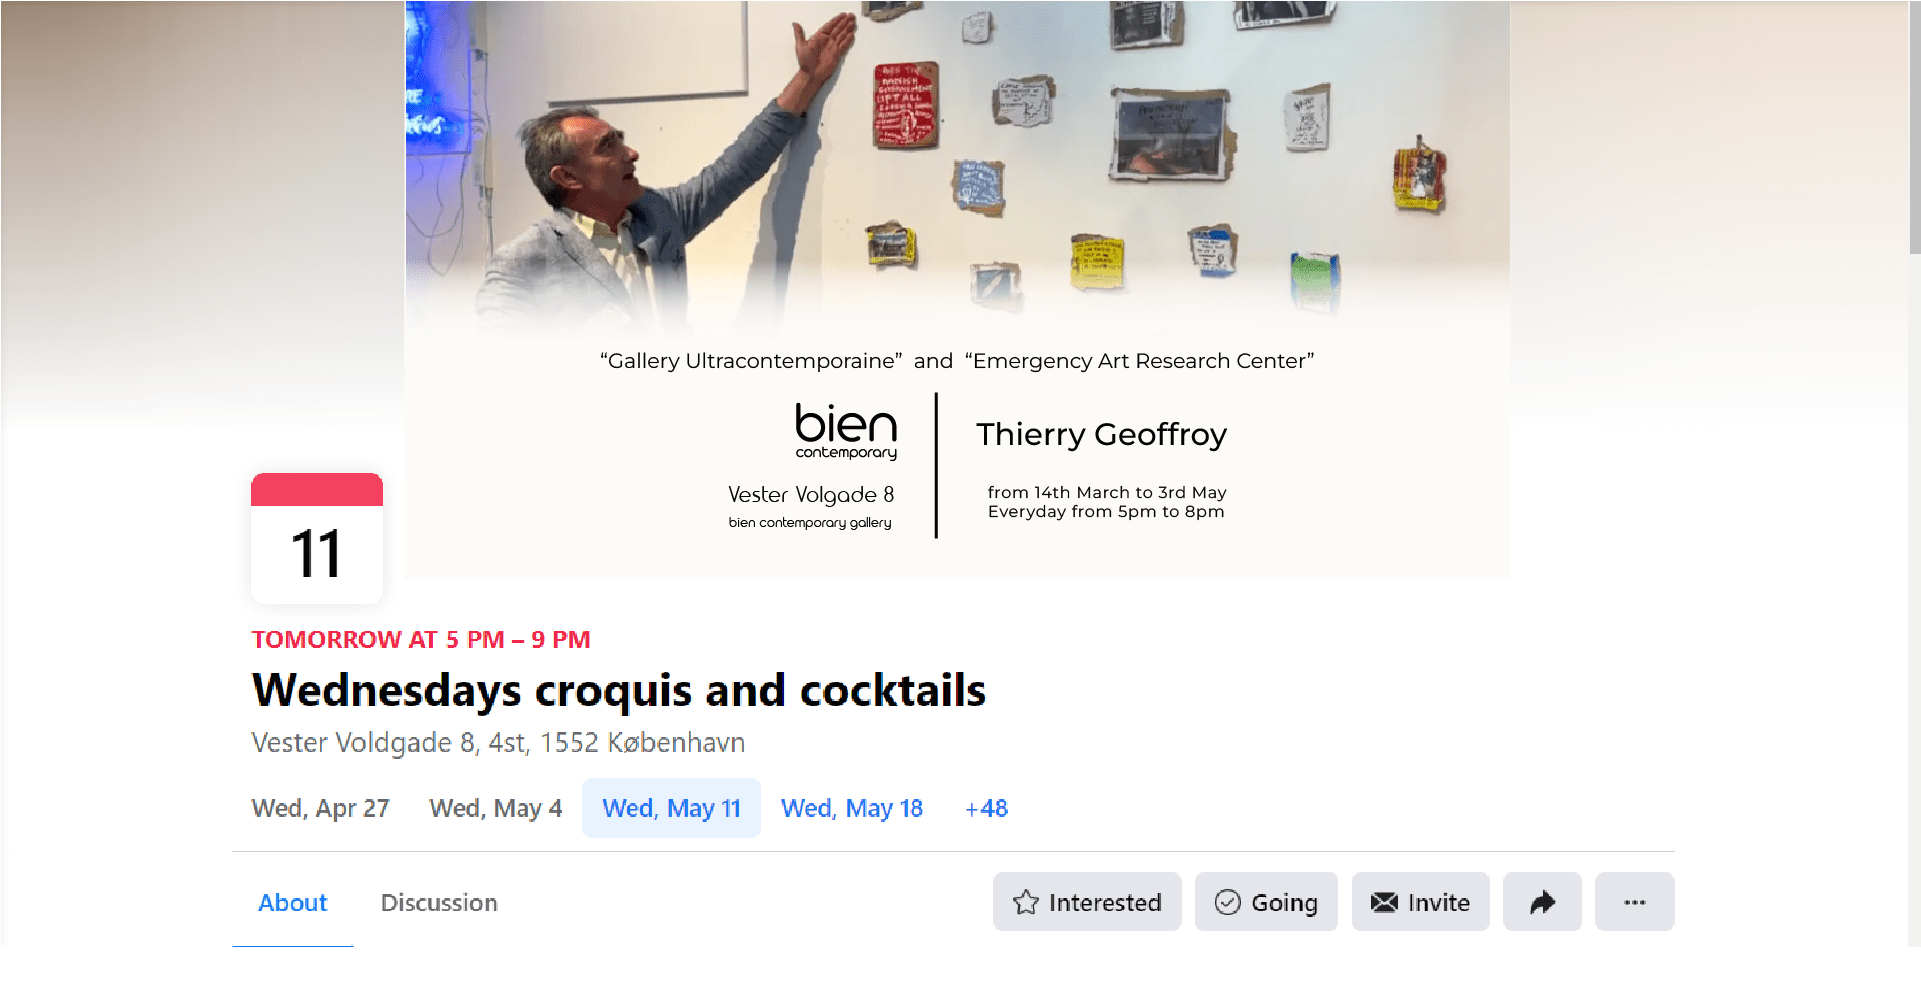 “Gallery Ultracontemporaine” and “Emergency Art Research Center”
bien
contemporary
Vester Volgade 8
bien contemporary gallery
Thierry Geoffroy
from 14th March to 3rd May
Everyday from 5pm to 8pm
11
TOMORROW AT 5 PM – 9 PM
Wednesdays croquis and cocktails
Vester Voldgade 8, 4st, 1552 København
Wed, Apr 27
Wed, May 4
Wed, May 11
Wed, May 18
+48
About
Discussion
Interested
Going
Invite